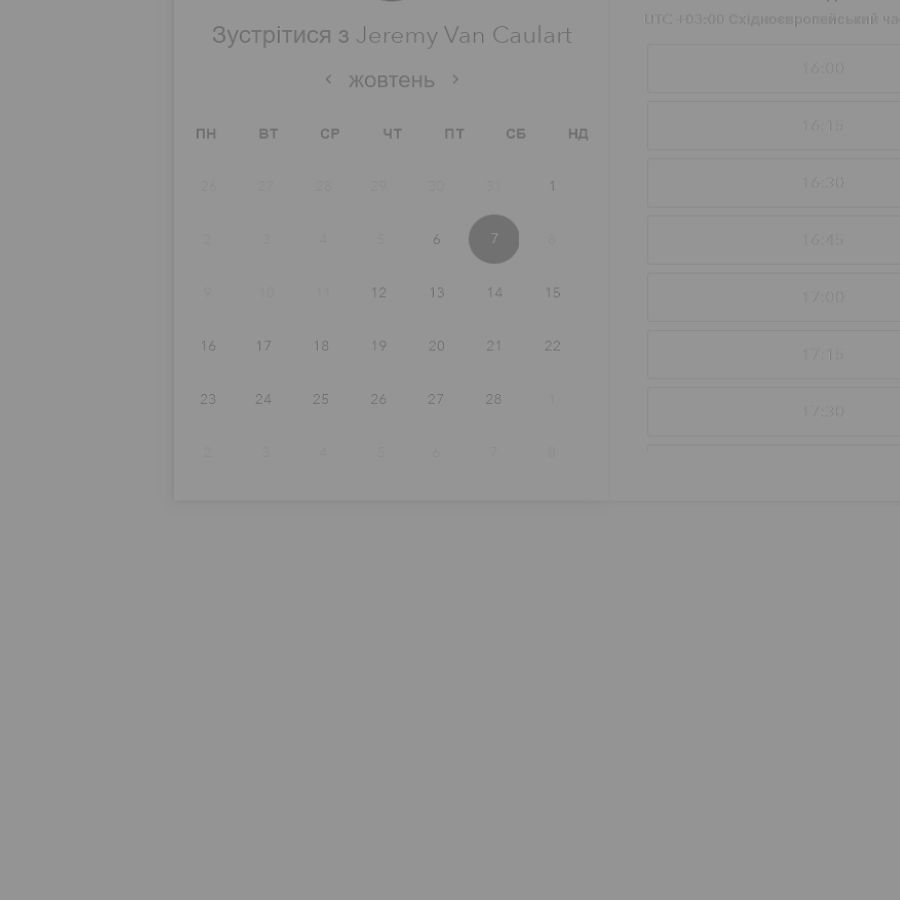 Зустрітися з Jeremy Van Caulart
жовтень
ПН ВТ СР ЧТ ПТ СБ НД
26 27 28 29 30 31 1
2 3 4 5 6 7 8
9 10 11 12 13 14 15
16 17 18 19 20 21 22
23 24 25 26 27 28 1
2 3 4 5 6 7 8
UTC +03:00 Східноєвропейський
16:00
16:15
16:30
16:45
17:00
17:15
17:30